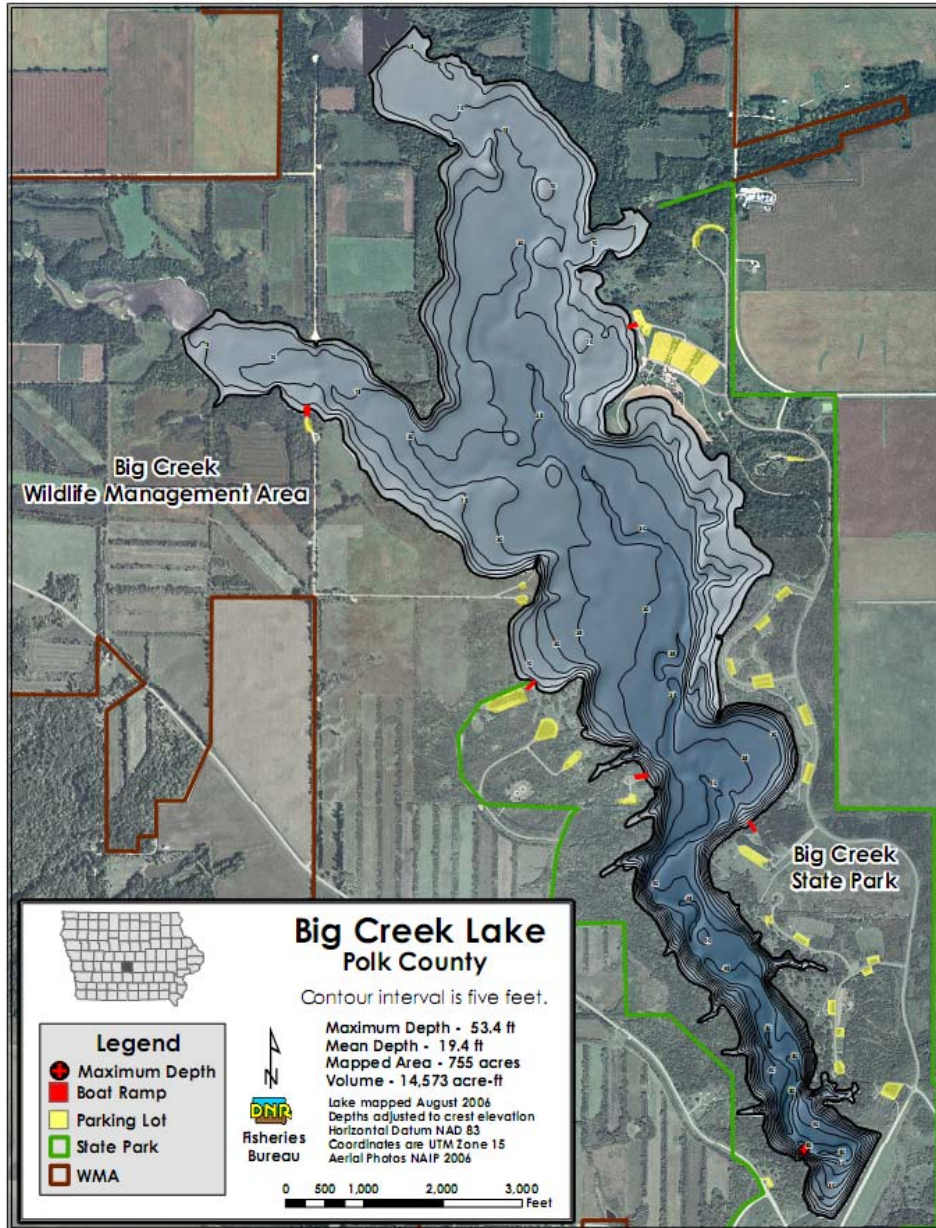 Big Creek
Wildlife Management Area
Big Creek
State Park
Big Creek Lake
Polk County
Contour interval is five feet.
Maximum Depth - 53.4 ft
Mean Depth - 19.4 ft
Mapped Area - 755 acres
Volume - 14,573 acre-ft
Lake mapped August 2006
Depths adjusted to crest elevation
Horizontal Datum NAD 83
Coordinates are UTM Zone 15
Aerial Photos NAIP 2006
Legend
Maximum Depth
Boat Ramp
Parking Lot
State Park
WMA
N
DNR
Fisheries
Bureau
0 500 1,000 2,000 3,000
Feet